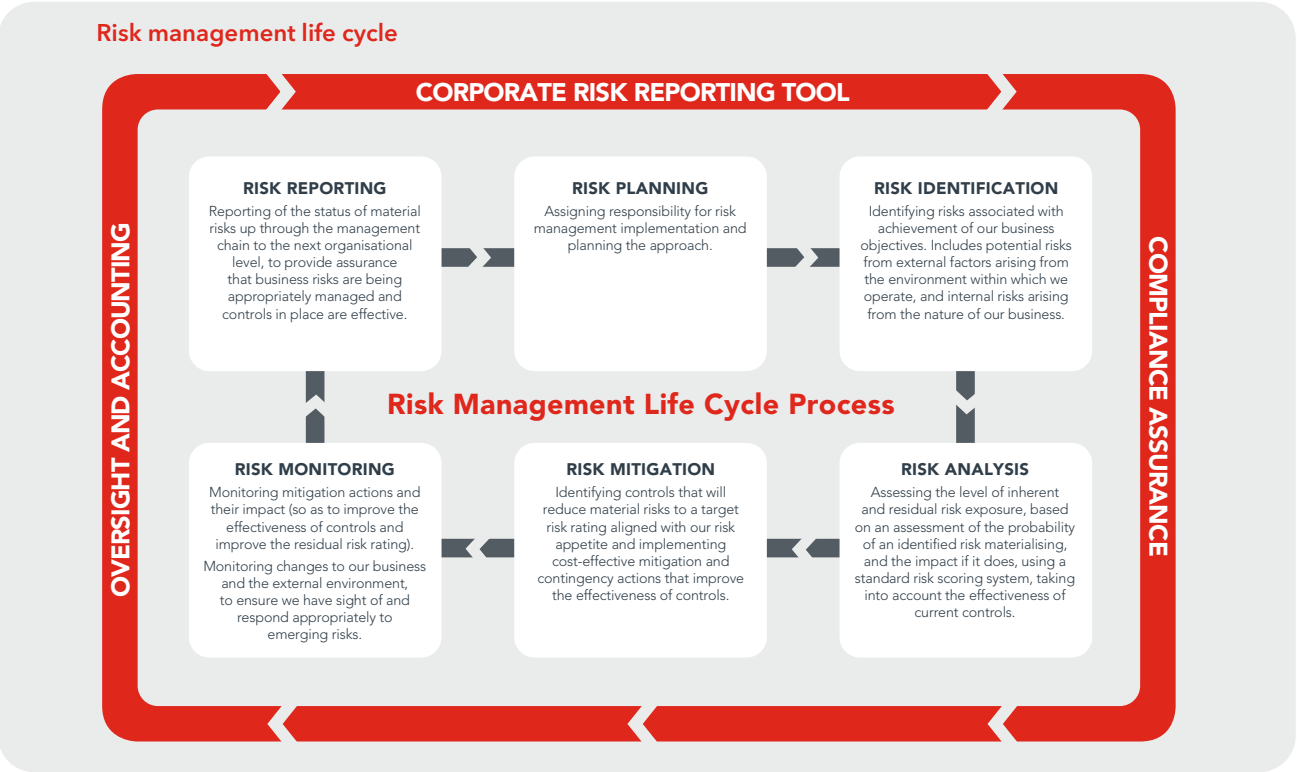 Risk management life cycle
CORPORATE RISK REPORTING TOOL
OVERSIGHT AND ACCOUNTING
RISK REPORTING
Reporting of the status of material
risks up through the management
chain to the next organisational
level, to provide assurance
that business risks are being
appropriately managed and
controls in place are effective.
RISK PLANNING
Assigning responsibility for risk
management implementation and
planning the approach.
RISK IDENTIFICATION
Identifying risks associated with
achievement of our business
objectives. Includes potential risks
from external factors arising from
the environment within which we
operate, and internal risks arising
from the nature of our business.
COMPLIANCE ASSURANCE
Risk Management Life Cycle Process
RISK MONITORING
Monitoring mitigation actions and
their impact (so as to improve the
effectiveness of controls and
improve the residual risk rating).
Monitoring changes to our business
and the external environment,
to ensure we have sight of and
respond appropriately to
emerging risks.
RISK MITIGATION
Identifying controls that will
reduce material risks to a target
risk rating aligned with our risk
appetite and implementing
cost-effective mitigation and
contingency actions that improve
the effectiveness of controls.
RISK ANALYSIS
Assessing the level of inherent
and residual risk exposure, based
on an assessment of the probability
of an identified risk materialising,
and the impact if it does, using a
standard risk scoring system, taking
into account the effectiveness of
current controls.